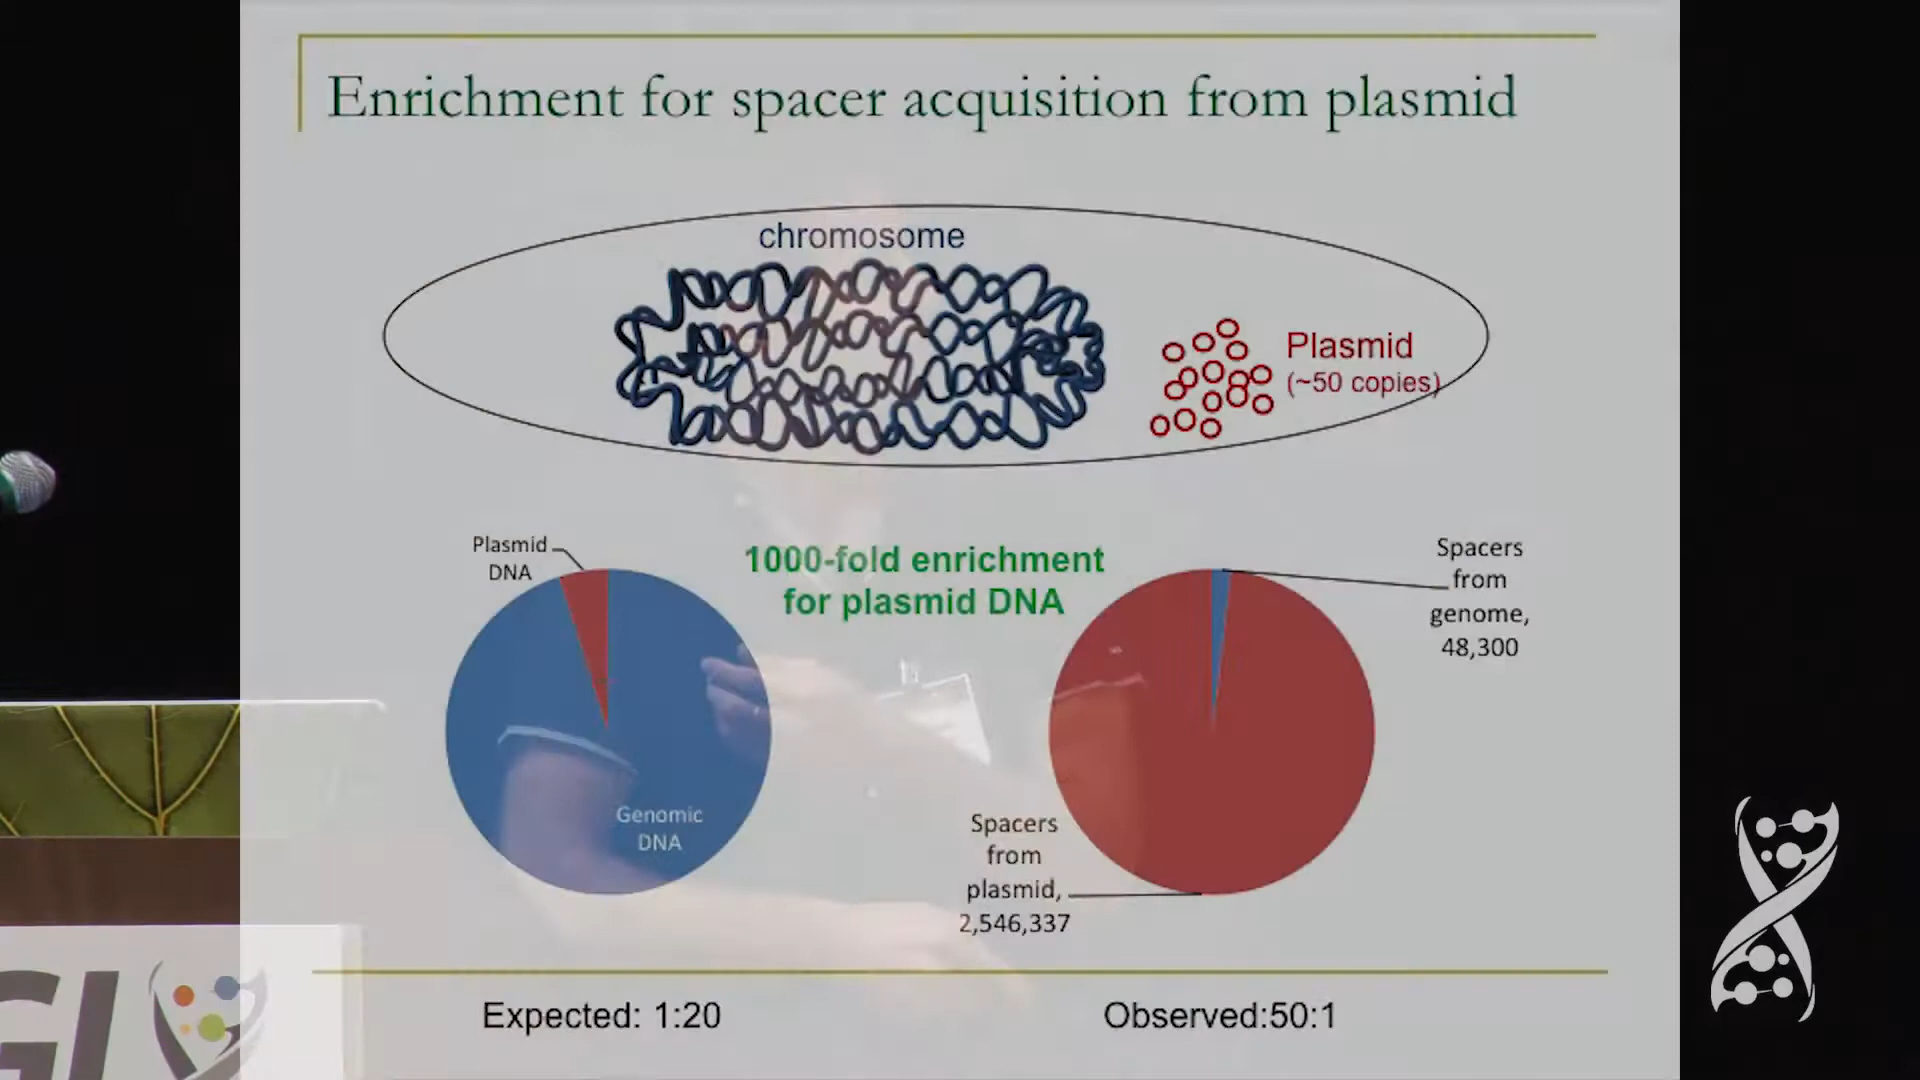 Enrichment for spacer acquisition from plasmid
chromosome
Plasmid
(~50 copies)
Plasmid
DNA
1000-fold enrichment
for plasmid DNA
Spacers
from
genome,
48,300
Genomic
DNA
Spacers
from
plasmid,
2,546,337
Expected: 1:20
Observed:50:1
GI